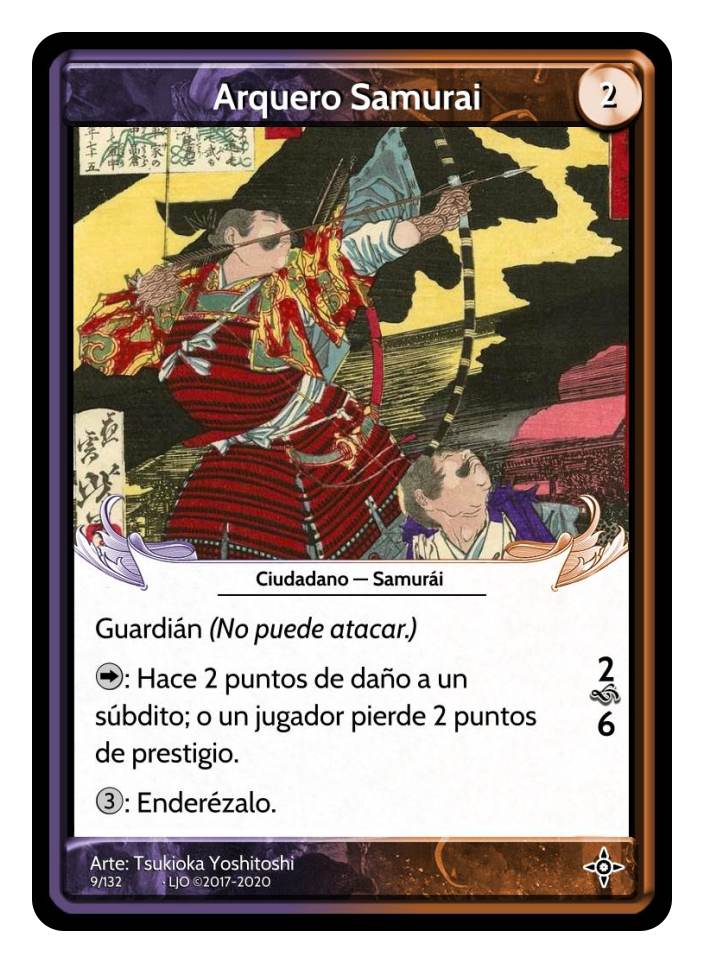 Arquero Samurai
2
Ciudadano — Samurái
Guardián (No puede atacar.)
: Hace 2 puntos de daño a un
súbdito; o un jugador pierde 2 puntos
de prestigio.
2
6
3: Enderézalo.
Arte: Tsukioka Yoshitoshi
9/132 · LJO ©2017-2020